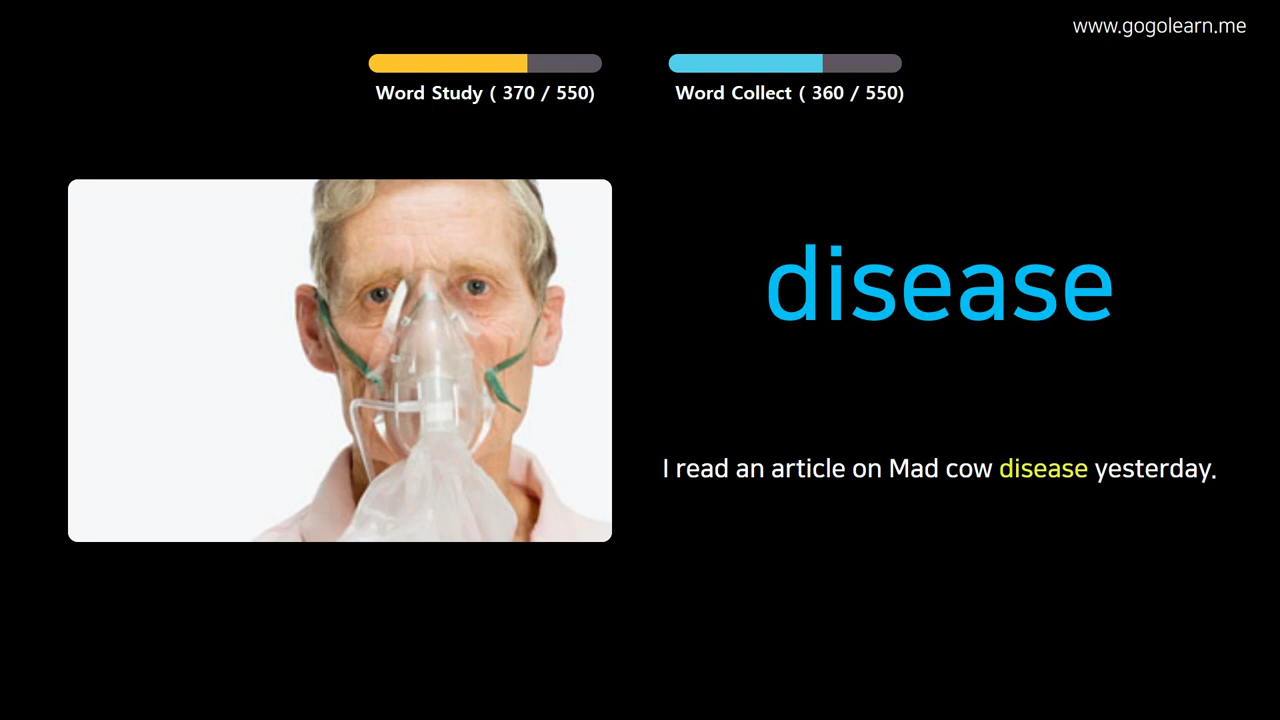 www.gogolearn.me
Word Study ( 370 / 550)
Word Collect ( 360 / 550)
disease
I read an article on Mad cow disease yesterday.